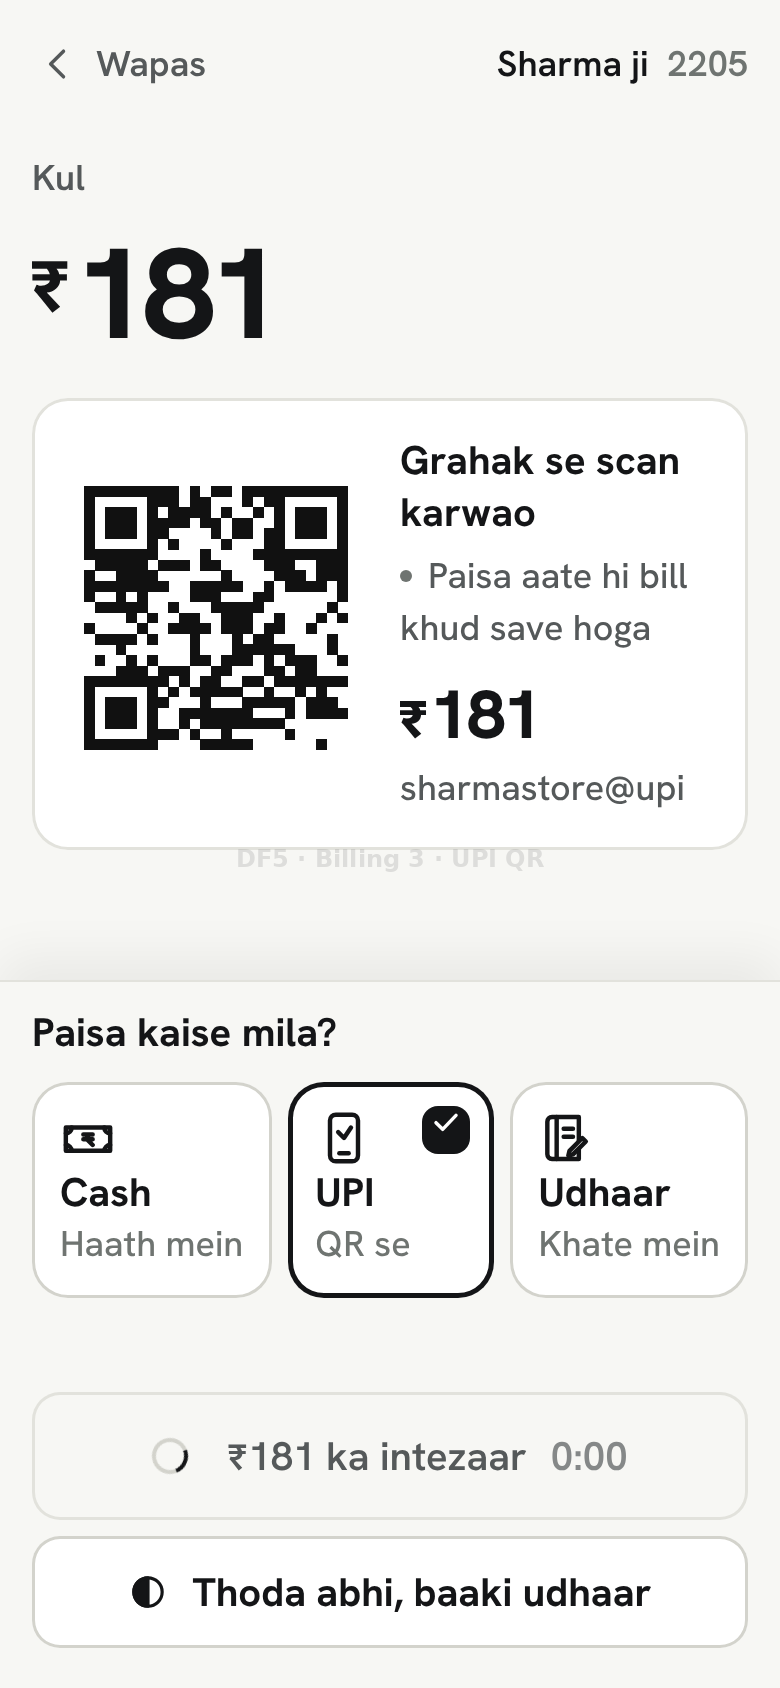 Wapas
Sharma ji 2205
Kul
₹181
Grahak se scan
karwao
• Paisa aate hi bill
khud save hoga
₹181
sharmastore@upi
DF5 · Billing 3 · UPI QR
Paisa kaise mila?
Cash
Haath mein
UPI
QR se
Udhaar
Khate mein
₹181 ka intezaar 0:00
Thoda abhi, baaki udhaar